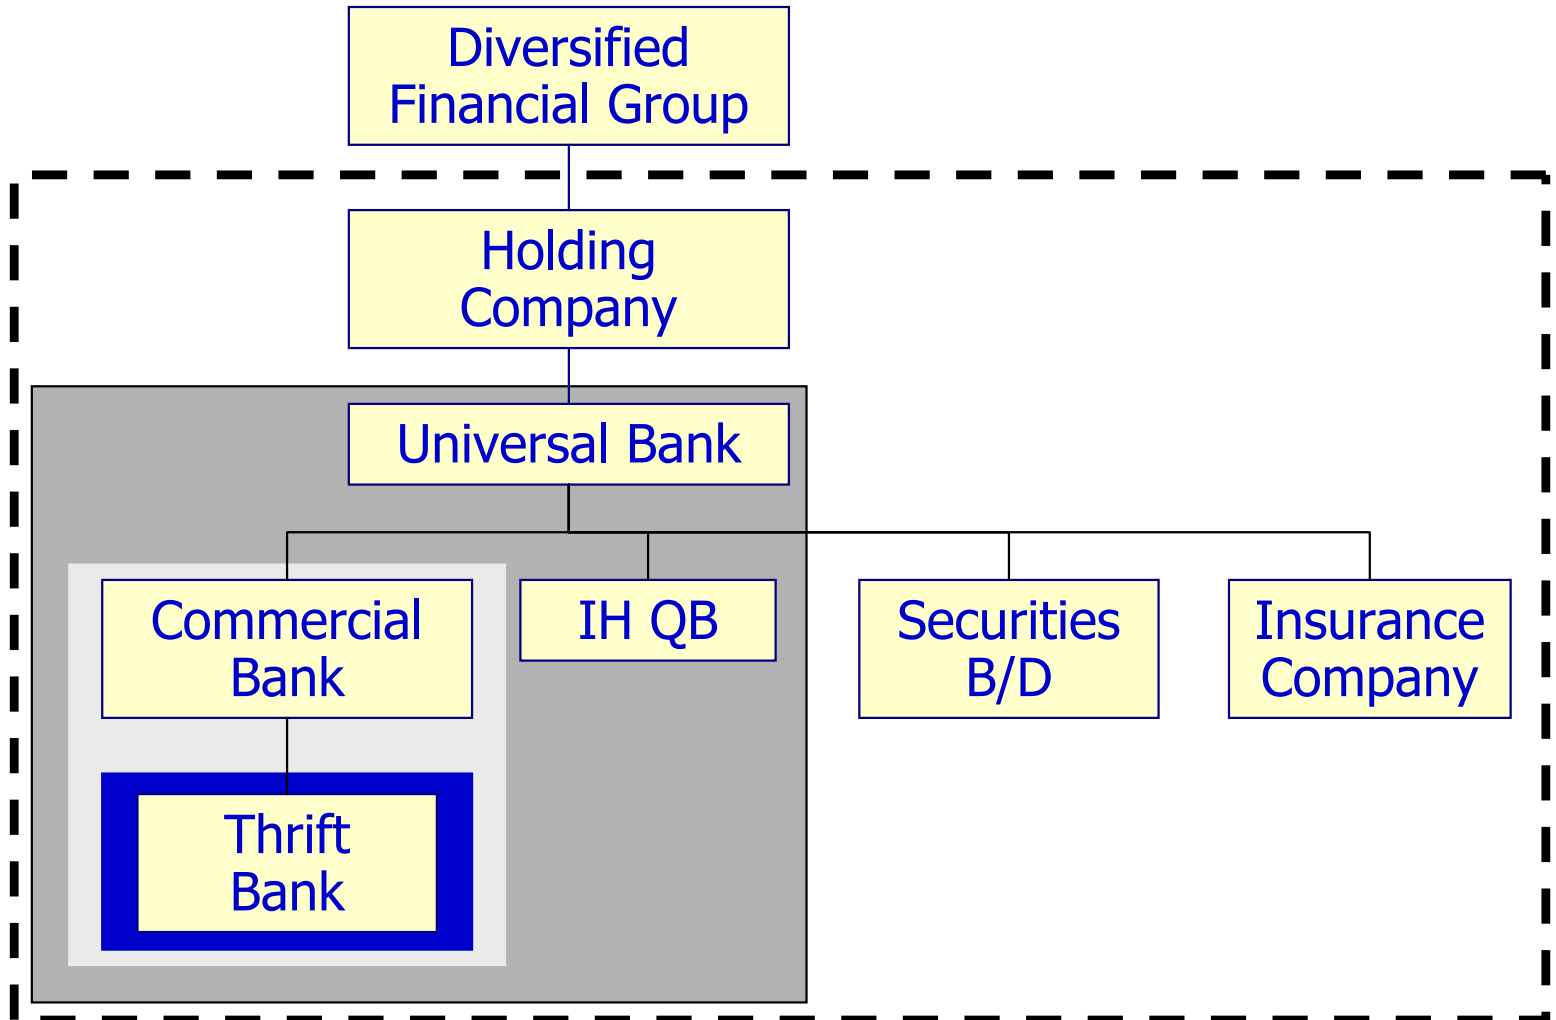 Diversified
Financial Group
Holding
Company
Universal Bank
Commercial
Bank
IH QB
Securities
B/D
Insurance
Company
Thrift
Bank